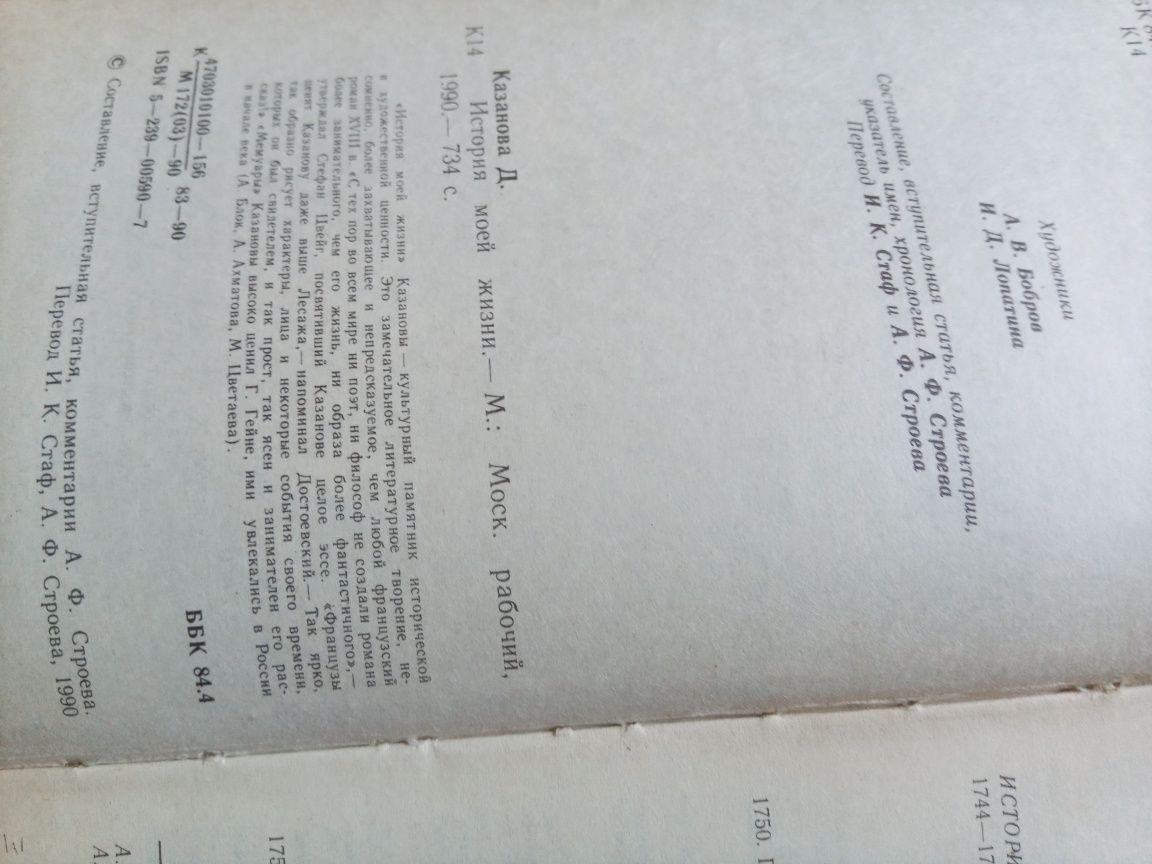 К14
Художники
А. В. Бобров
И. Д. Лопатина
Составление, вступительная статья, комментарии,
указатель имен, хронология А. Ф. Строева
Перевод И. К. Стаф и А. Ф. Строева
Казанова Д.
К14 История моей жизни.— М.: Моск. рабочий,
1990.— 734 с.
«История моей жизни» Казановы — культурный памятник исторической
и художественной ценности. Это замечательное литературное творение, не-
сомненно, более захватывающее и непредсказуемое, чем любой французский
роман XVIII в. «С тех пор во всем мире ни поэт, ни философ не создали романа
более занимательного, чем его жизнь, ни образа более фантастичного»,—
утверждал Стефан Цвейг, посвятивший Казанове целое эссе. «Французы
ценят Казанову даже выше Лесажа,— напоминал Достоевский.— Так ярко,
так образно рисует характеры, лица и некоторые события своего времени,
которых он был свидетелем, и так прост, так ясен и занимателен его рас-
сказ!» «Мемуары» Казановы высоко ценил Г. Гейне, ими увлекались в России
в начале века (А. Блок, А. Ахматова, М. Цветаева).
К 4703010100—156
М172(03)—90 83—90
ББК 84.4
ISBN 5—239—00590—7
© Составление, вступительная статья, комментарии А. Ф. Строева.
Перевод И. К. Стаф, А. Ф. Строева, 1990
ИСТОРИ
1744—17
1750.
175
А.
А.